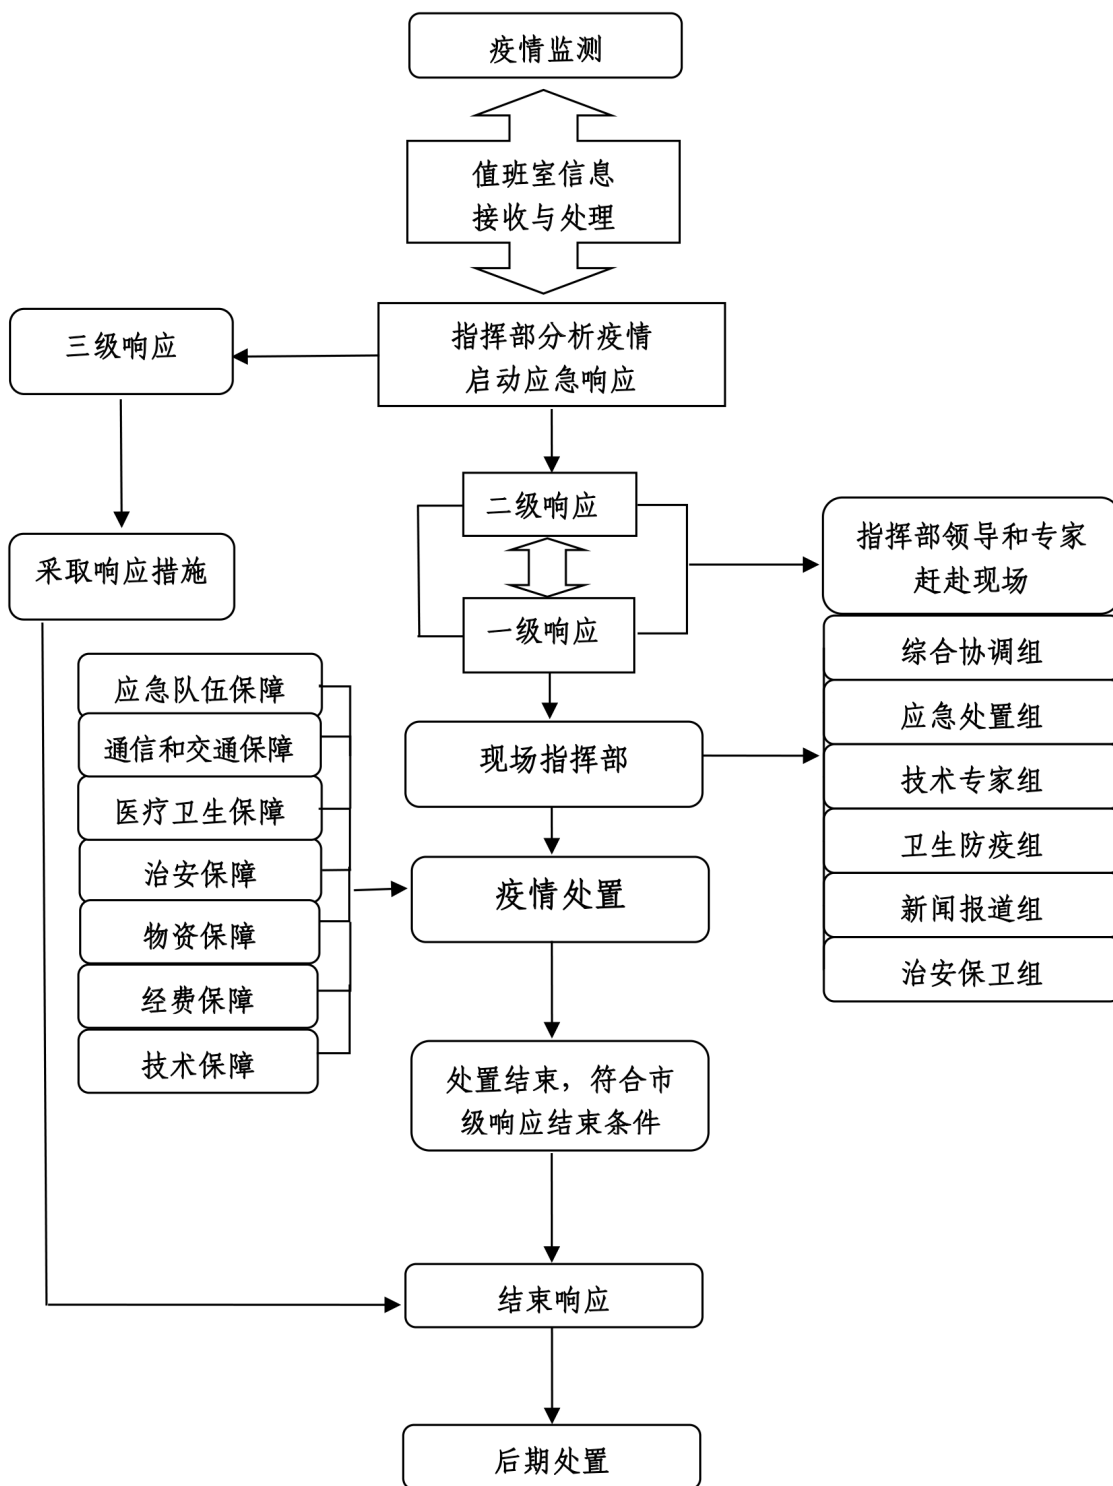 疫情监测
值班室信息
接收与处理
指挥部分析疫情
启动应急响应
三级响应
二级响应
一级响应
指挥部领导和专家
赶赴现场
采取响应措施
综合协调组
应急处置组
技术专家组
卫生防疫组
新闻报道组
治安保卫组
应急队伍保障
通信和交通保障
医疗卫生保障
治安保障
物资保障
经费保障
技术保障
现场指挥部
疫情处置
处置结束，符合市
级响应结束条件
结束响应
后期处置